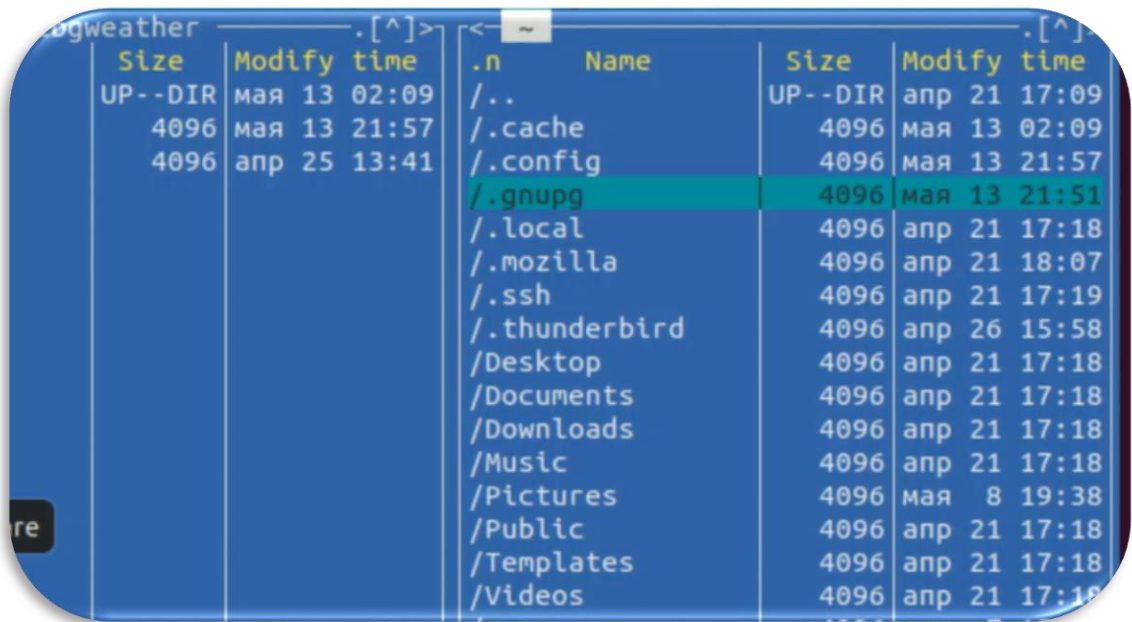 ogweather .[^]>
Size Modify time
UP--DIR мая 13 02:09
4096 мая 13 21:57
4096 апр 25 13:41
re
<- ~ .[^]>
.n Name Size Modify time
/.. UP--DIR апр 21 17:09
/.cache 4096 мая 13 02:09
/.config 4096 мая 13 21:57
/.gnupg 4096 мая 13 21:51
/.local 4096 апр 21 17:18
/.mozilla 4096 апр 21 18:07
/.ssh 4096 апр 21 17:19
/.thunderbird 4096 апр 26 15:58
/Desktop 4096 апр 21 17:18
/Documents 4096 апр 21 17:18
/Downloads 4096 апр 21 17:18
/Music 4096 апр 21 17:18
/Pictures 4096 мая 8 19:38
/Public 4096 апр 21 17:18
/Templates 4096 апр 21 17:18
/Videos 4096 апр 21 17:18